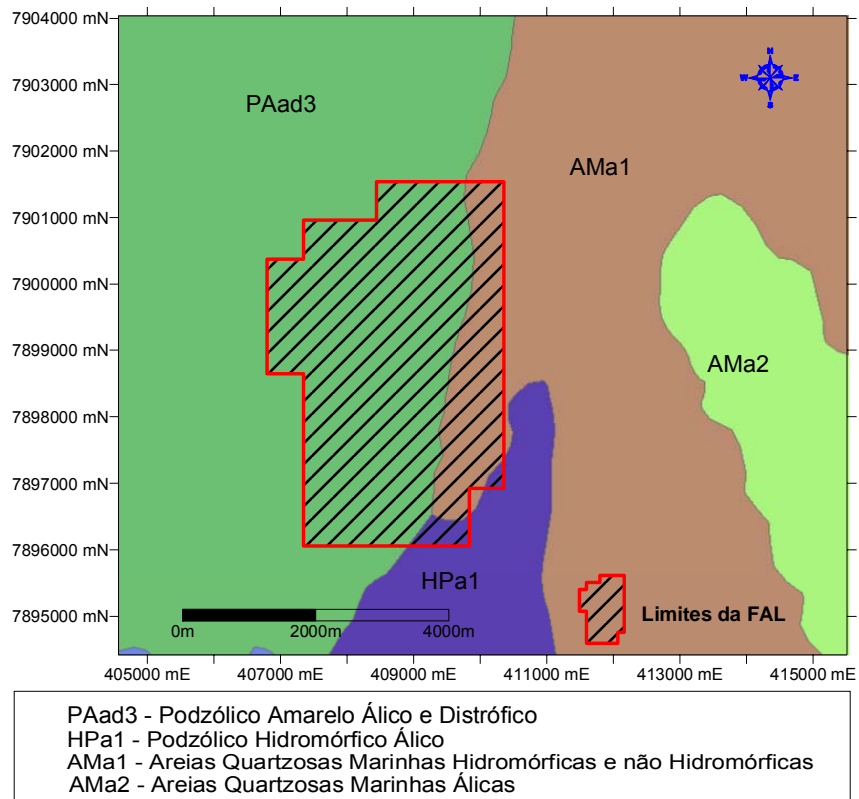 7904000 mN
7903000 mN
7902000 mN
7901000 mN
7900000 mN
7899000 mN
7898000 mN
7897000 mN
7896000 mN
7895000 mN
N
W E
S
PAad3
AMa1
AMa2
HPa1
Limites da FAL
0m 2000m 4000m
405000 mE 407000 mE 409000 mE 411000 mE 413000 mE 415000 mE
PAad3 - Podzólico Amarelo Álico e Distrófico
HPa1 - Podzólico Hidromórfico Álico
AMa1 - Areias Quartzosas Marinhas Hidromórficas e não Hidromórficas
AMa2 - Areias Quartzosas Marinhas Álicas